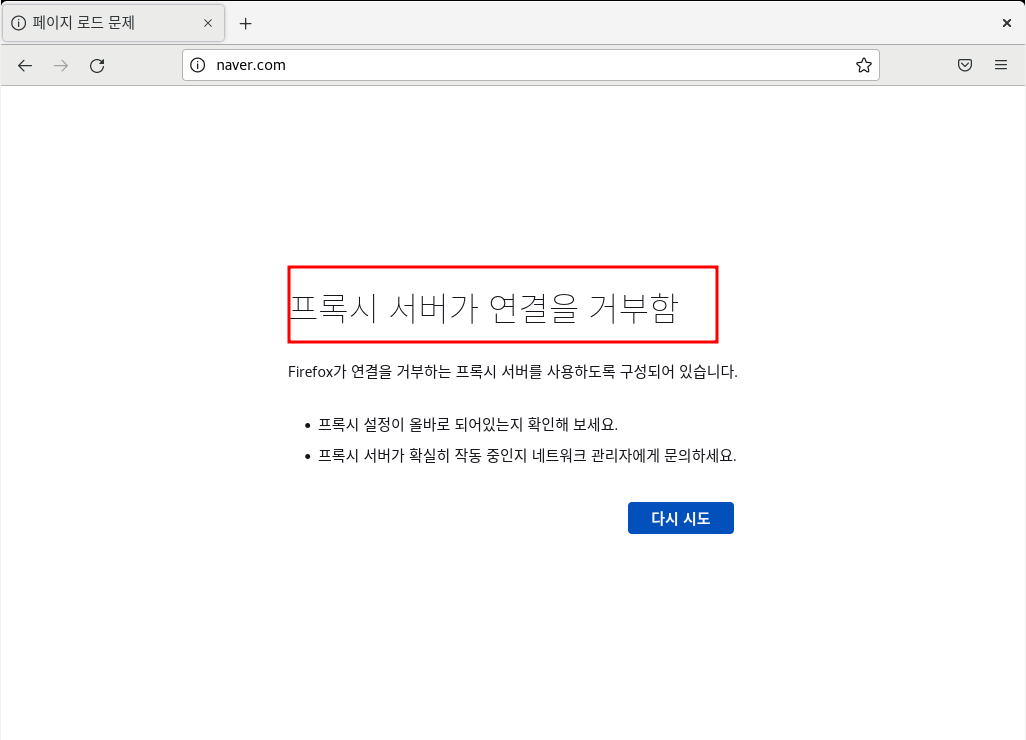 페이지 로드 문제
naver.com
프록시 서버가 연결을 거부함
Firefox가 연결을 거부하는 프록시 서버를 사용하도록 구성되어 있습니다.
프록시 설정이 올바로 되어있는지 확인해 보세요.
프록시 서버가 확실히 작동 중인지 네트워크 관리자에게 문의하세요.
다시 시도